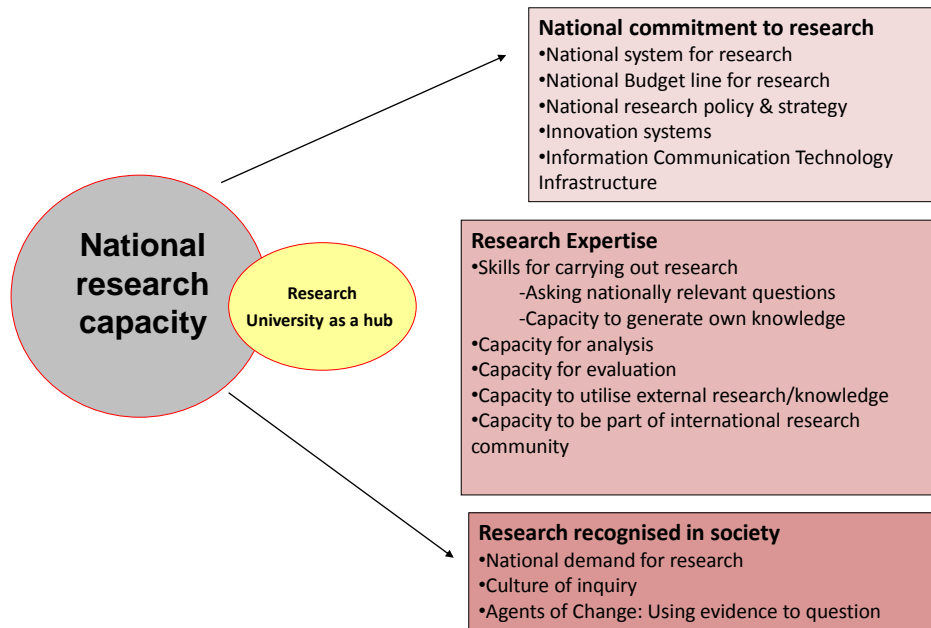 National commitment to research
•National system for research
•National Budget line for research
•National research policy & strategy
•Innovation systems
•Information Communication Technology
Infrastructure
National
research
capacity
Research
University as a hub
Research Expertise
•Skills for carrying out research
-Asking nationally relevant questions
-Capacity to generate own knowledge
•Capacity for analysis
•Capacity for evaluation
•Capacity to utilise external research/knowledge
•Capacity to be part of international research
community
Research recognised in society
•National demand for research
•Culture of inquiry
•Agents of Change: Using evidence to question